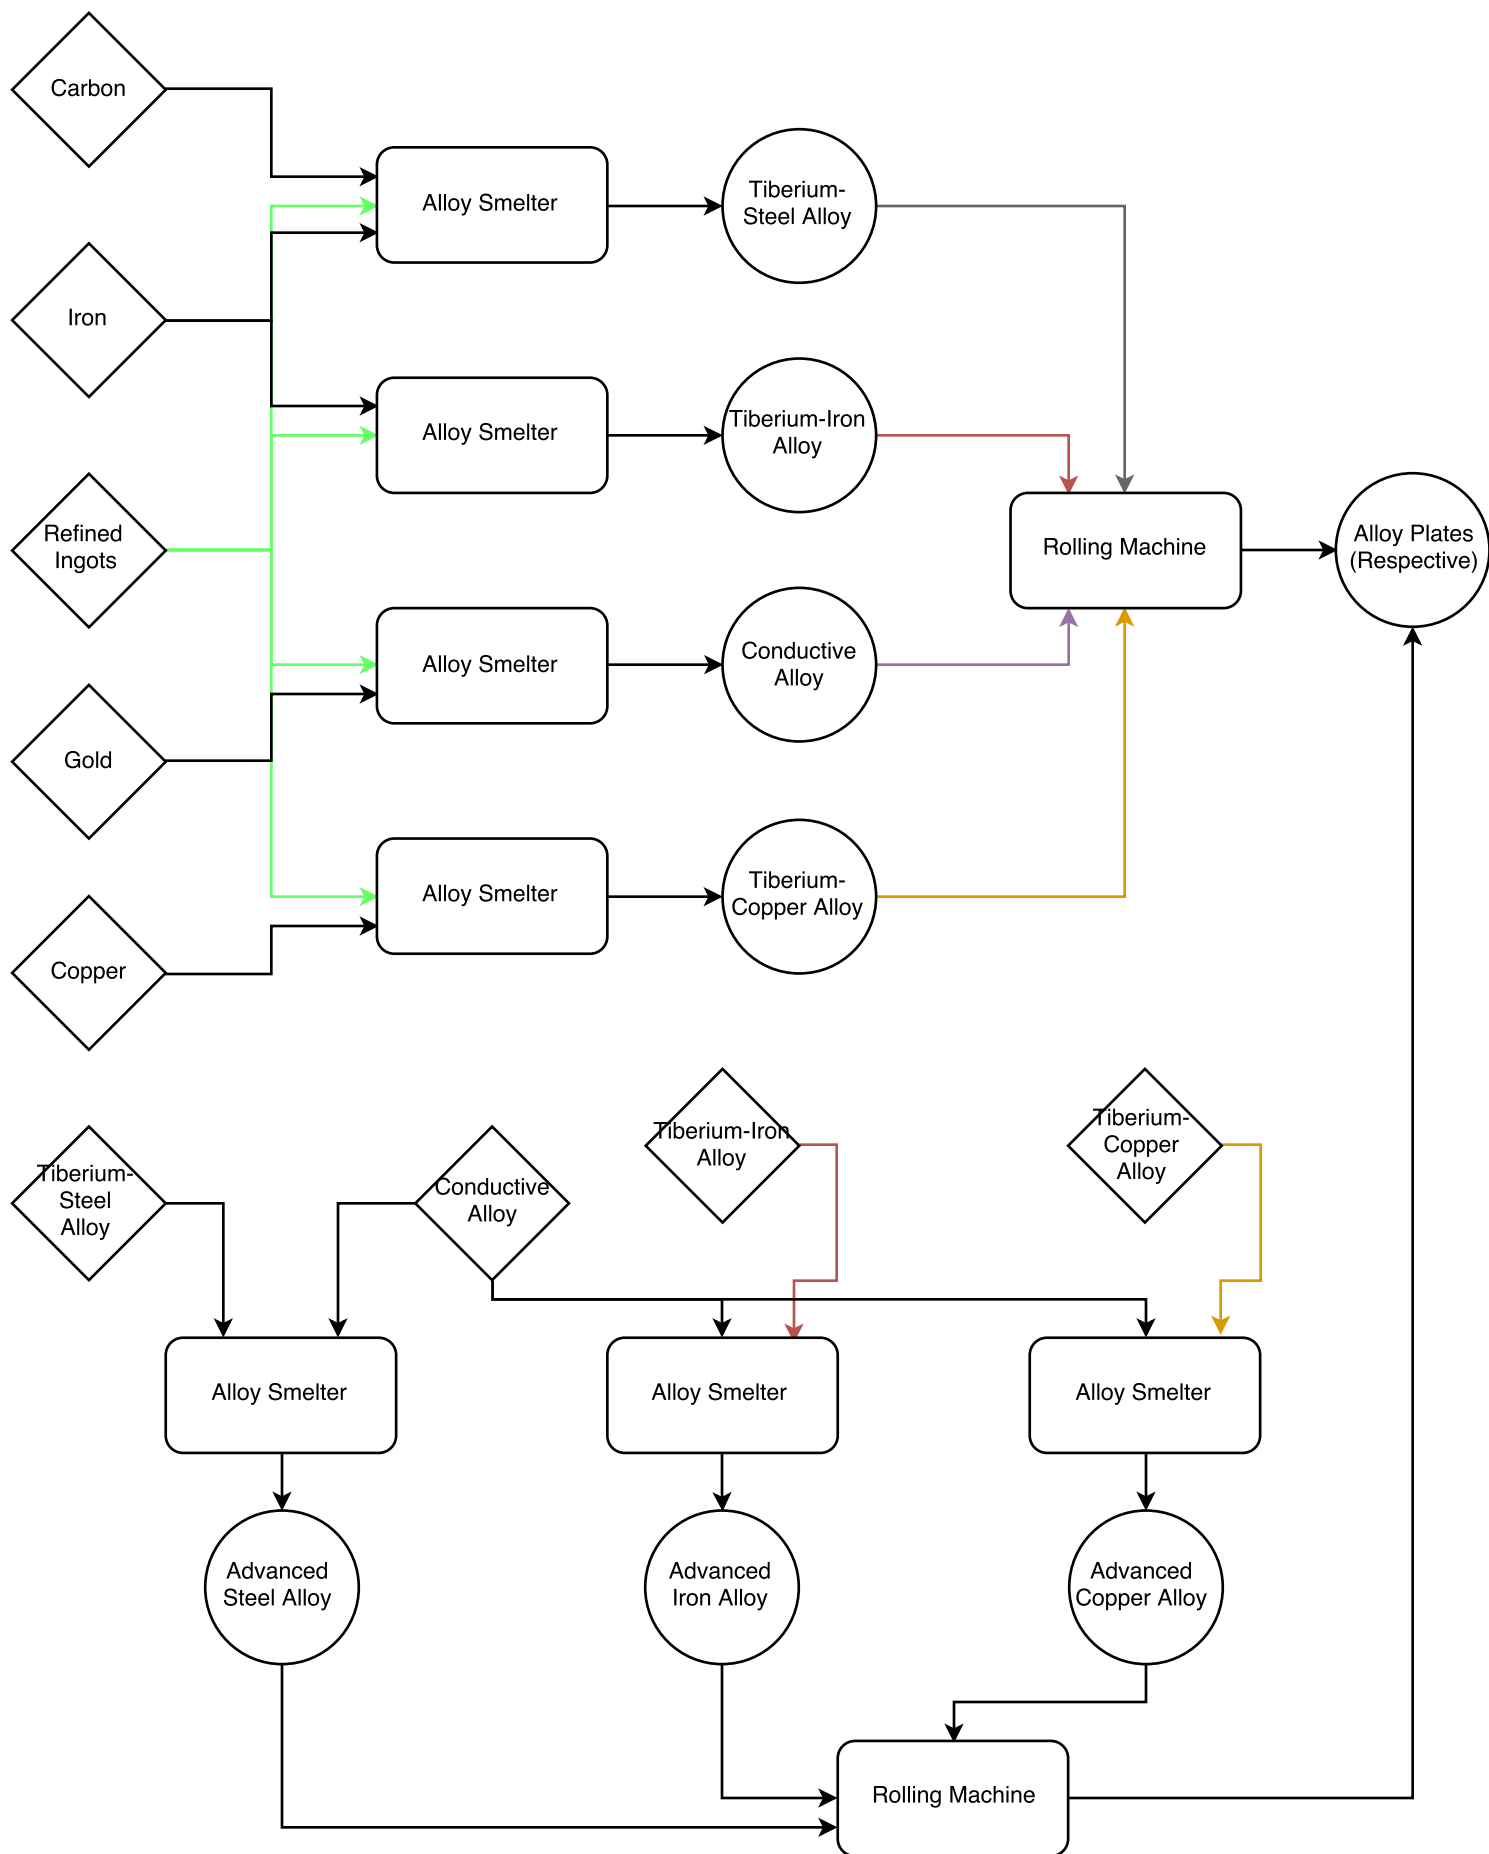 Carbon
Alloy Smelter
Tiberium-
Steel Alloy
Iron
Alloy Smelter
Tiberium-Iron
Alloy
Refined
Ingots
Rolling Machine
Alloy Plates
(Respective)
Alloy Smelter
Conductive
Alloy
Gold
Alloy Smelter
Tiberium-
Copper Alloy
Copper
Tiberium-
Steel
Alloy
Conductive
Alloy
Tiberium-Iron
Alloy
Tiberium-
Copper
Alloy
Alloy Smelter
Alloy Smelter
Alloy Smelter
Advanced
Steel Alloy
Advanced
Iron Alloy
Advanced
Copper Alloy
Rolling Machine